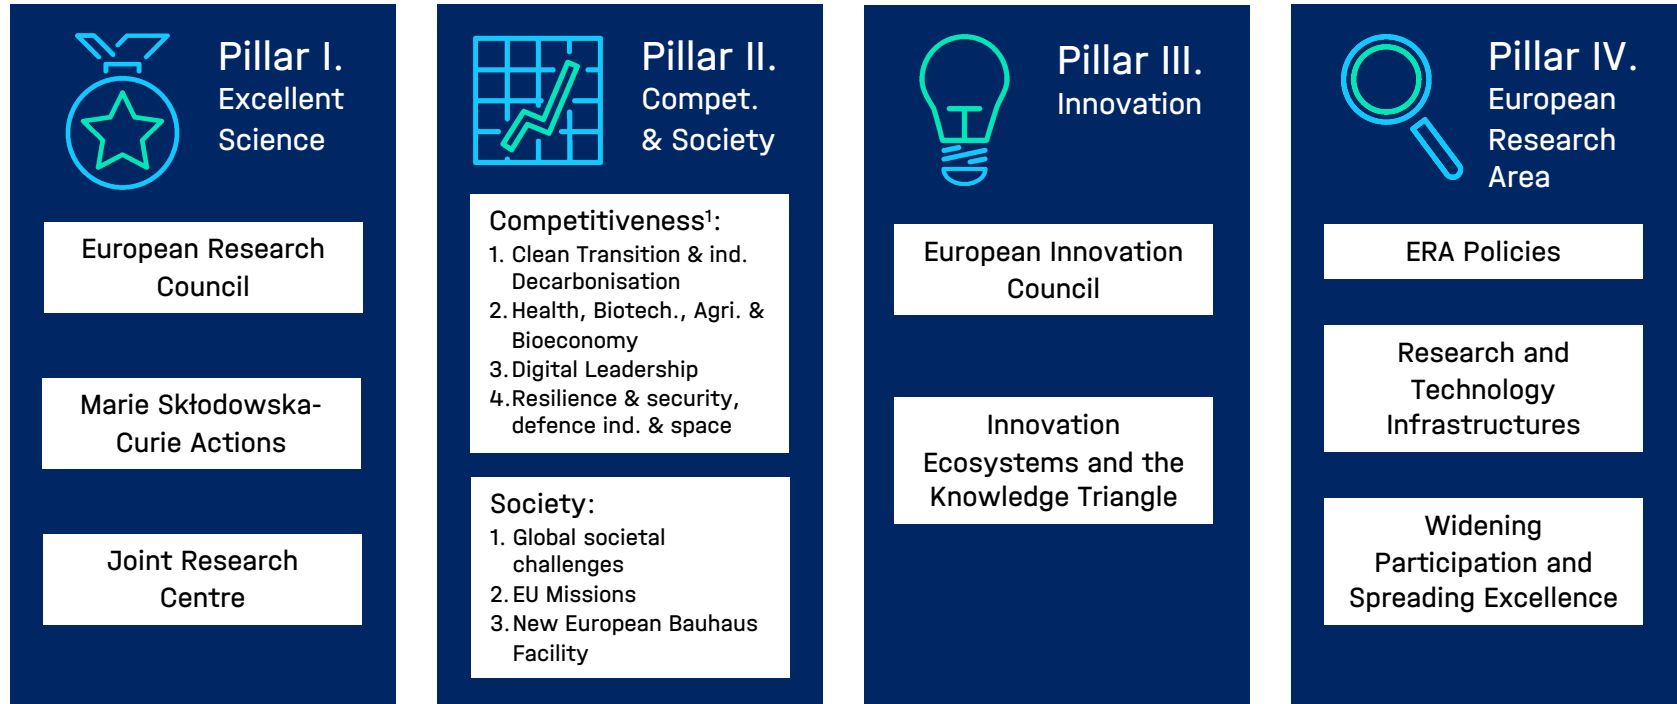 Pillar I.
Excellent
Science
European Research
Council
Marie Skłodowska-
Curie Actions
Joint Research
Centre
Pillar II.
Compet.
& Society
Competitiveness¹:
1. Clean Transition & ind.
Decarbonisation
2. Health, Biotech., Agri. &
Bioeconomy
3. Digital Leadership
4. Resilience & security,
defence ind. & space
Society:
1. Global societal
challenges
2. EU Missions
3. New European Bauhaus
Facility
Pillar III.
Innovation
European Innovation
Council
Innovation
Ecosystems and the
Knowledge Triangle
Pillar IV.
European
Research
Area
ERA Policies
Research and
Technology
Infrastructures
Widening
Participation and
Spreading Excellence